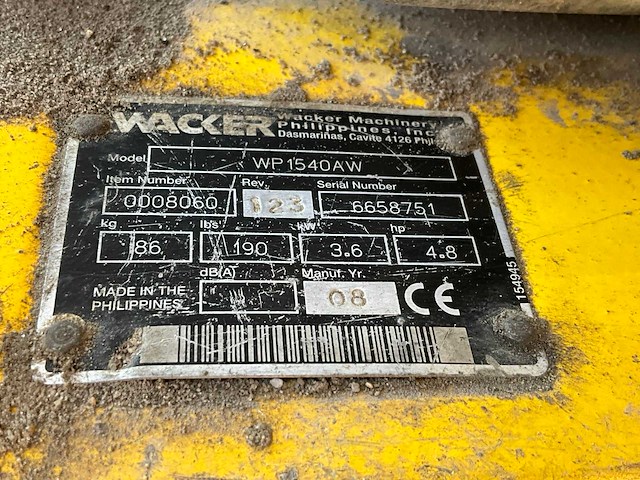 WACKER
Wacker Machinery
Philippines, Inc
Dasmariñas, Cavite 4126 Phil
Model WP1540AW
Item Number Rev. Serial Number
0008060 123 6658751
kg lbs kW hp
86 190 3.6 4.8
dB(A) Manuf. Yr.
MADE IN THE
PHILIPPINES
08 CE
154945